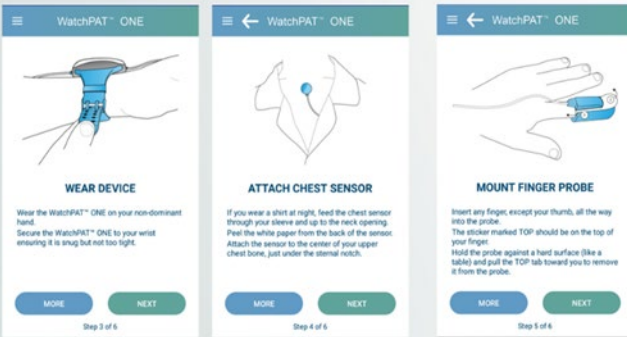 WatchPAT™ ONE
WEAR DEVICE
Wear the WatchPAT™ ONE on your non-dominant
hand.
Secure the WatchPAT™ ONE to your wrist
ensuring it is snug but not too tight.
MORE
NEXT
Step 3 of 6
WatchPAT™ ONE
ATTACH CHEST SENSOR
If you wear a shirt at night, feed the chest sensor
through your sleeve and up to the neck opening.
Peel the white paper from the back of the sensor.
Attach the sensor to the center of your upper
chest bone, just under the sternal notch.
MORE
NEXT
Step 4 of 6
WatchPAT™ ONE
MOUNT FINGER PROBE
Insert any finger, except your thumb, all the way
into the probe.
The sticker marked TOP should be on the top of
your finger.
Hold the probe against a hard surface (like a
table) and pull the TOP tab toward you to remove
it from the probe.
MORE
NEXT
Step 5 of 6